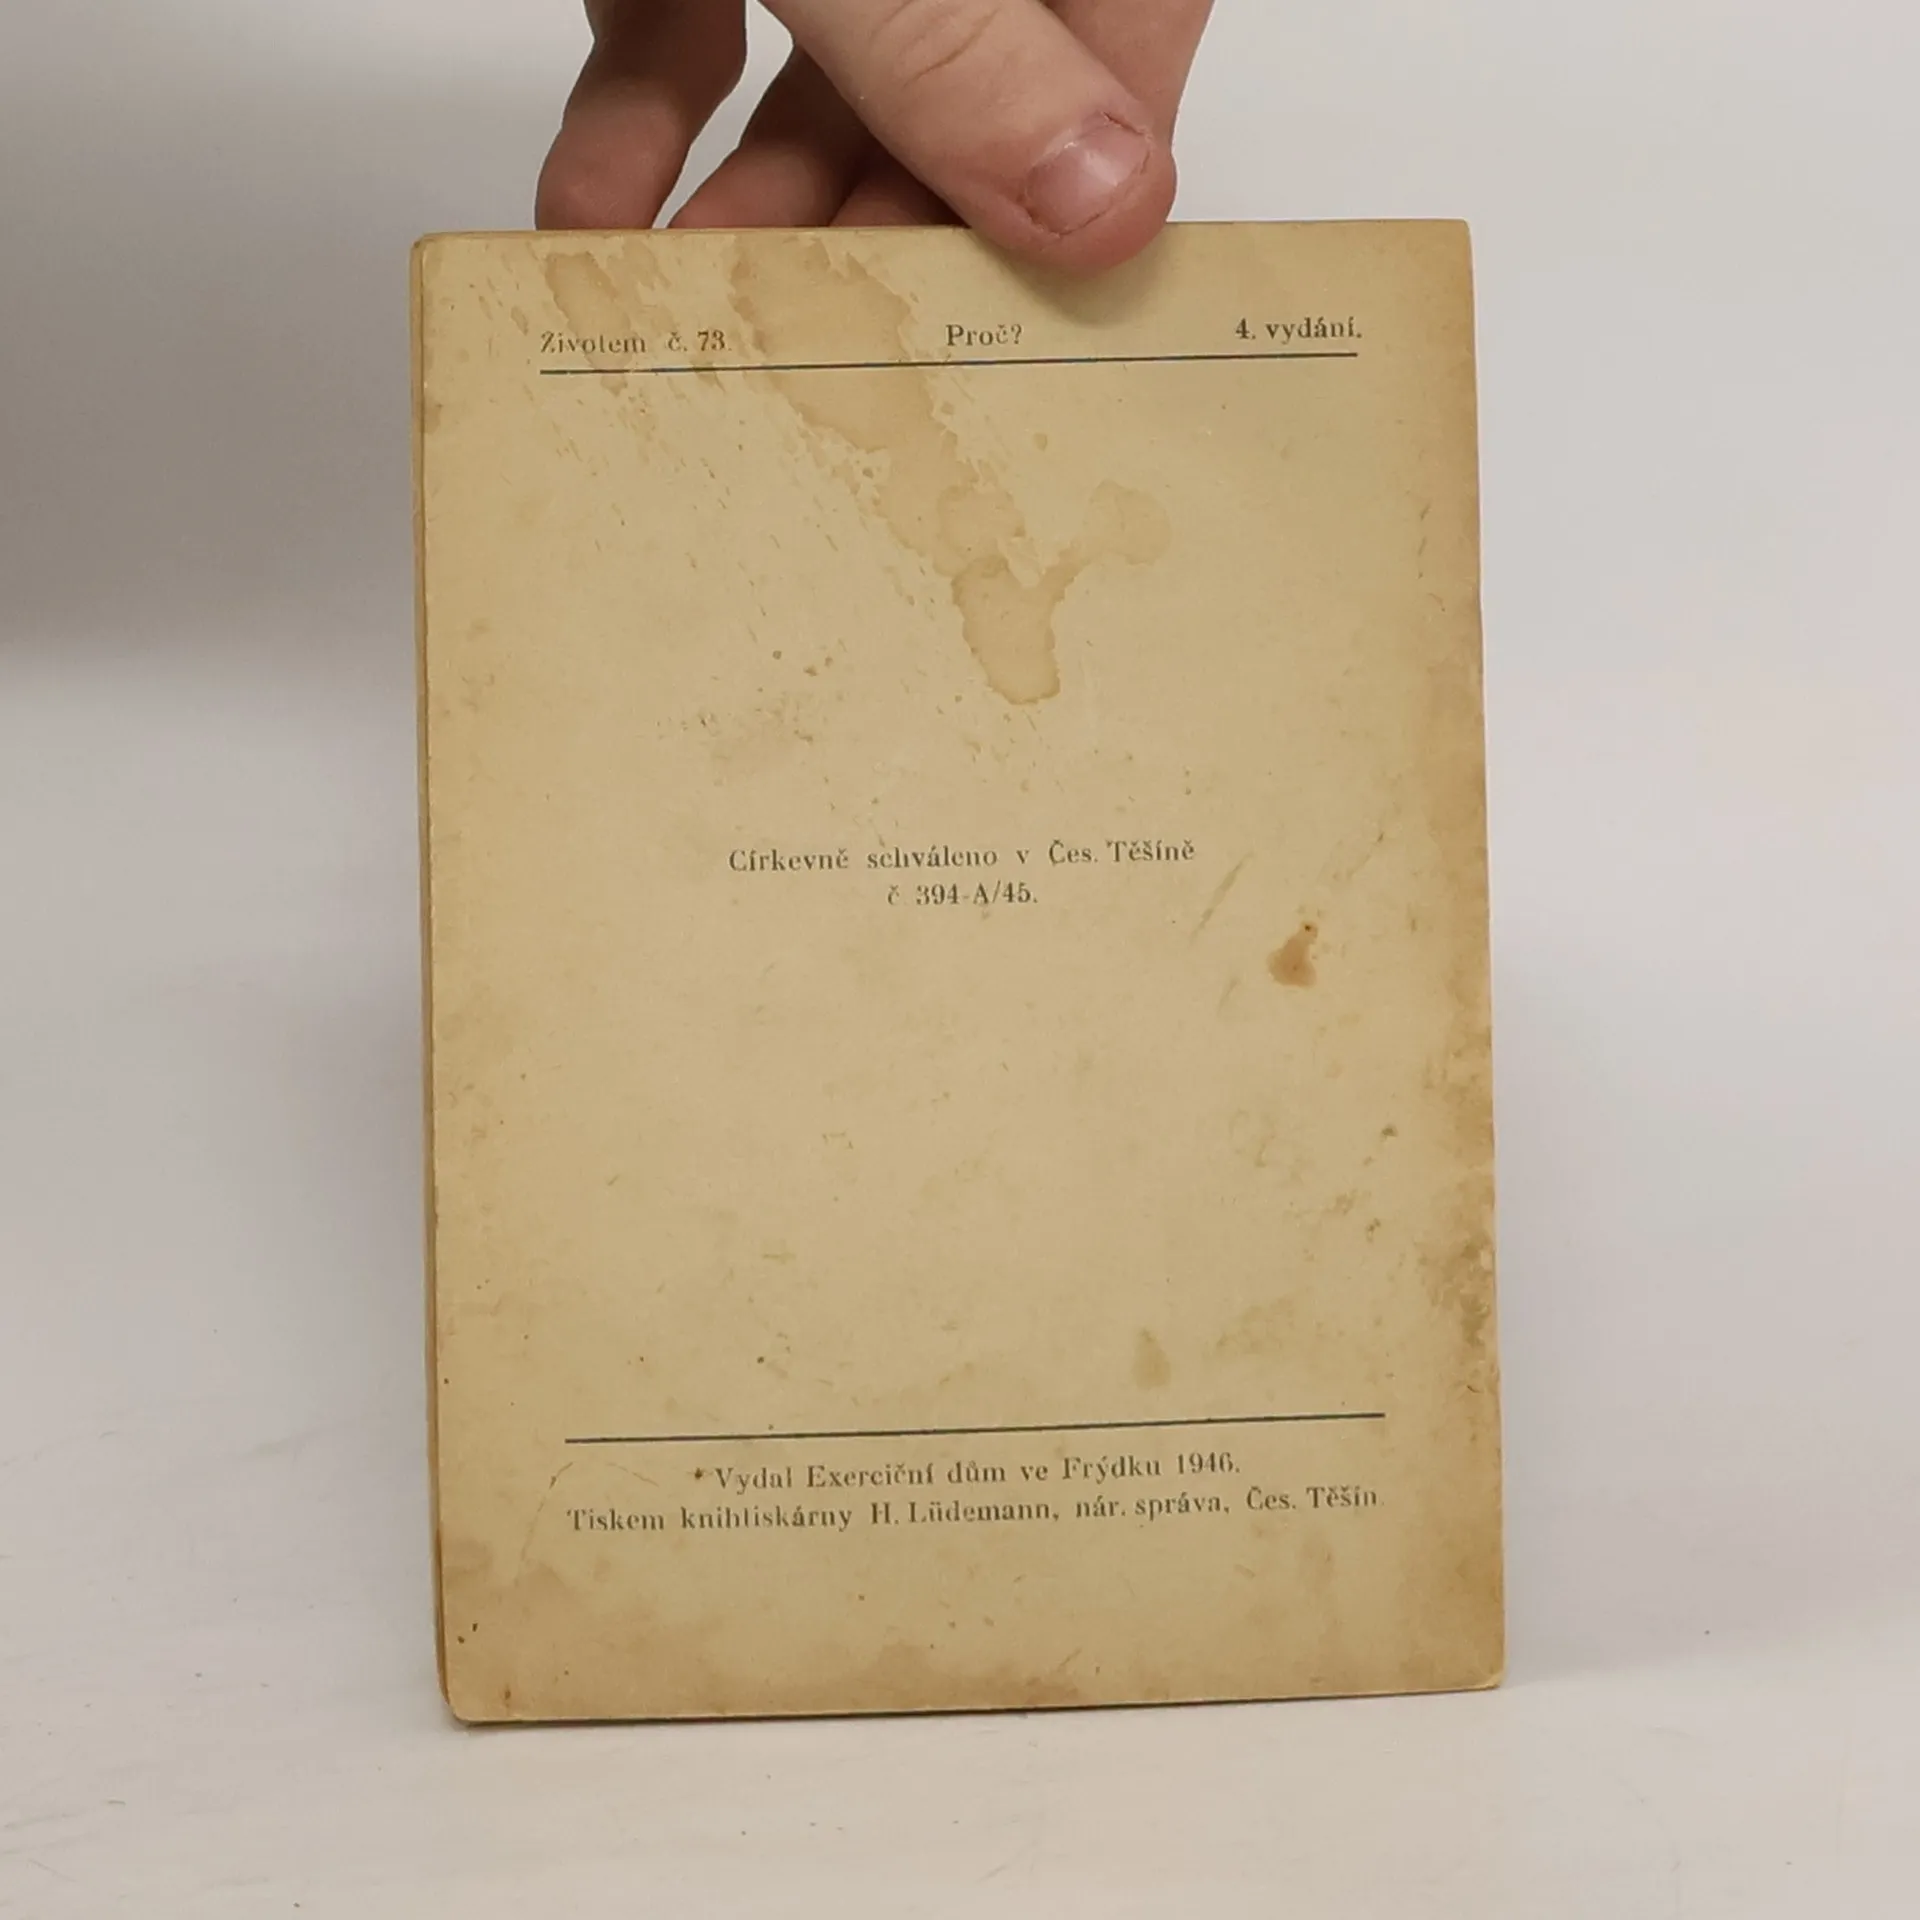 Životem č. 73. Proč? 4. vydání.
Církevně schváleno v Čes. Těšíně
č 394-A/45.
Vydal Exerciční dům ve Frýdku 1946.
Tiskem knihtiskárny H. Lüdemann, nár. správa, Čes. Těšín.